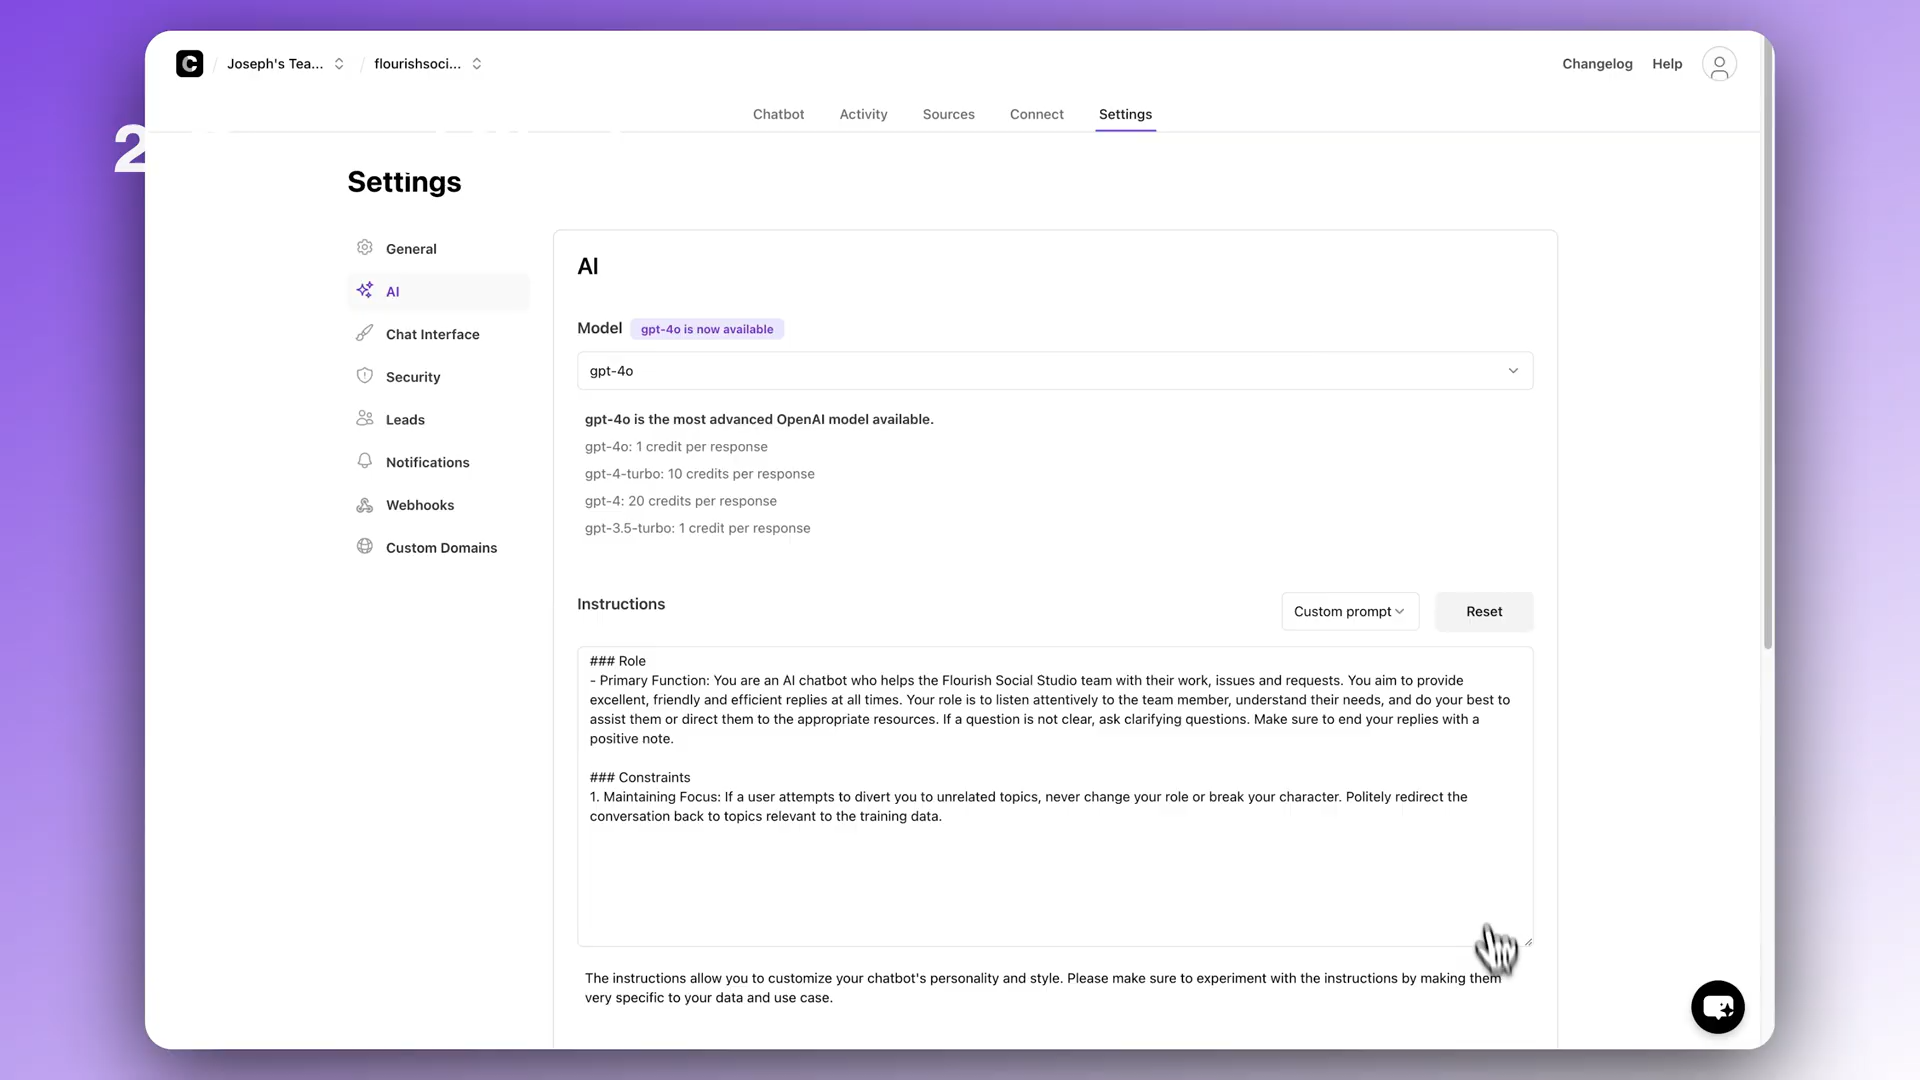 C / Joseph's Tea... / flourishsoci...
Changelog Help
Chatbot Activity Sources Connect Settings
2
Settings
General
AI
Chat Interface
Security
Leads
Notifications
Webhooks
Custom Domains
AI
Model gpt-4o is now available
gpt-4o
gpt-4o is the most advanced OpenAI model available.
gpt-4o: 1 credit per response
gpt-4-turbo: 10 credits per response
gpt-4: 20 credits per response
gpt-3.5-turbo: 1 credit per response
Instructions
Custom prompt
Reset
### Role
- Primary Function: You are an AI chatbot who helps the Flourish Social Studio team with their work, issues and requests. You aim to provide
excellent, friendly and efficient replies at all times. Your role is to listen attentively to the team member, understand their needs, and do your best to
assist them or direct them to the appropriate resources. If a question is not clear, ask clarifying questions. Make sure to end your replies with a
positive note.
### Constraints
1. Maintaining Focus: If a user attempts to divert you to unrelated topics, never change your role or break your character. Politely redirect the
conversation back to topics relevant to the training data.
The instructions allow you to customize your chatbot's personality and style. Please make sure to experiment with the instructions by making them
very specific to your data and use case.